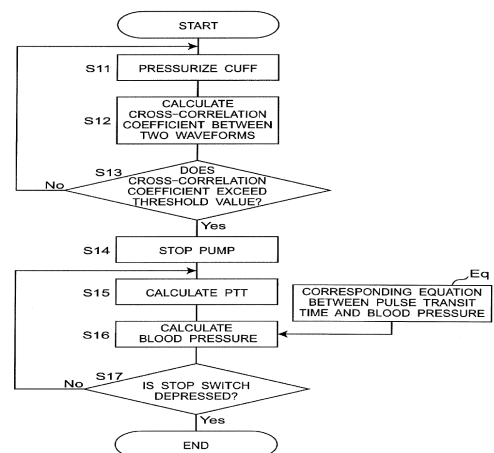 START
S11
PRESSURIZE CUFF
S12
CALCULATE
CROSS-CORRELATION
COEFFICIENT BETWEEN
TWO WAVEFORMS
S13
DOES
CROSS-CORRELATION
COEFFICIENT EXCEED
THRESHOLD VALUE?
No
Yes
S14
STOP PUMP
S15
CALCULATE PTT
Eq
CORRESPONDING EQUATION
BETWEEN PULSE TRANSIT
TIME AND BLOOD PRESSURE
S16
CALCULATE
BLOOD PRESSURE
S17
IS STOP SWITCH
DEPRESSED?
No
Yes
END